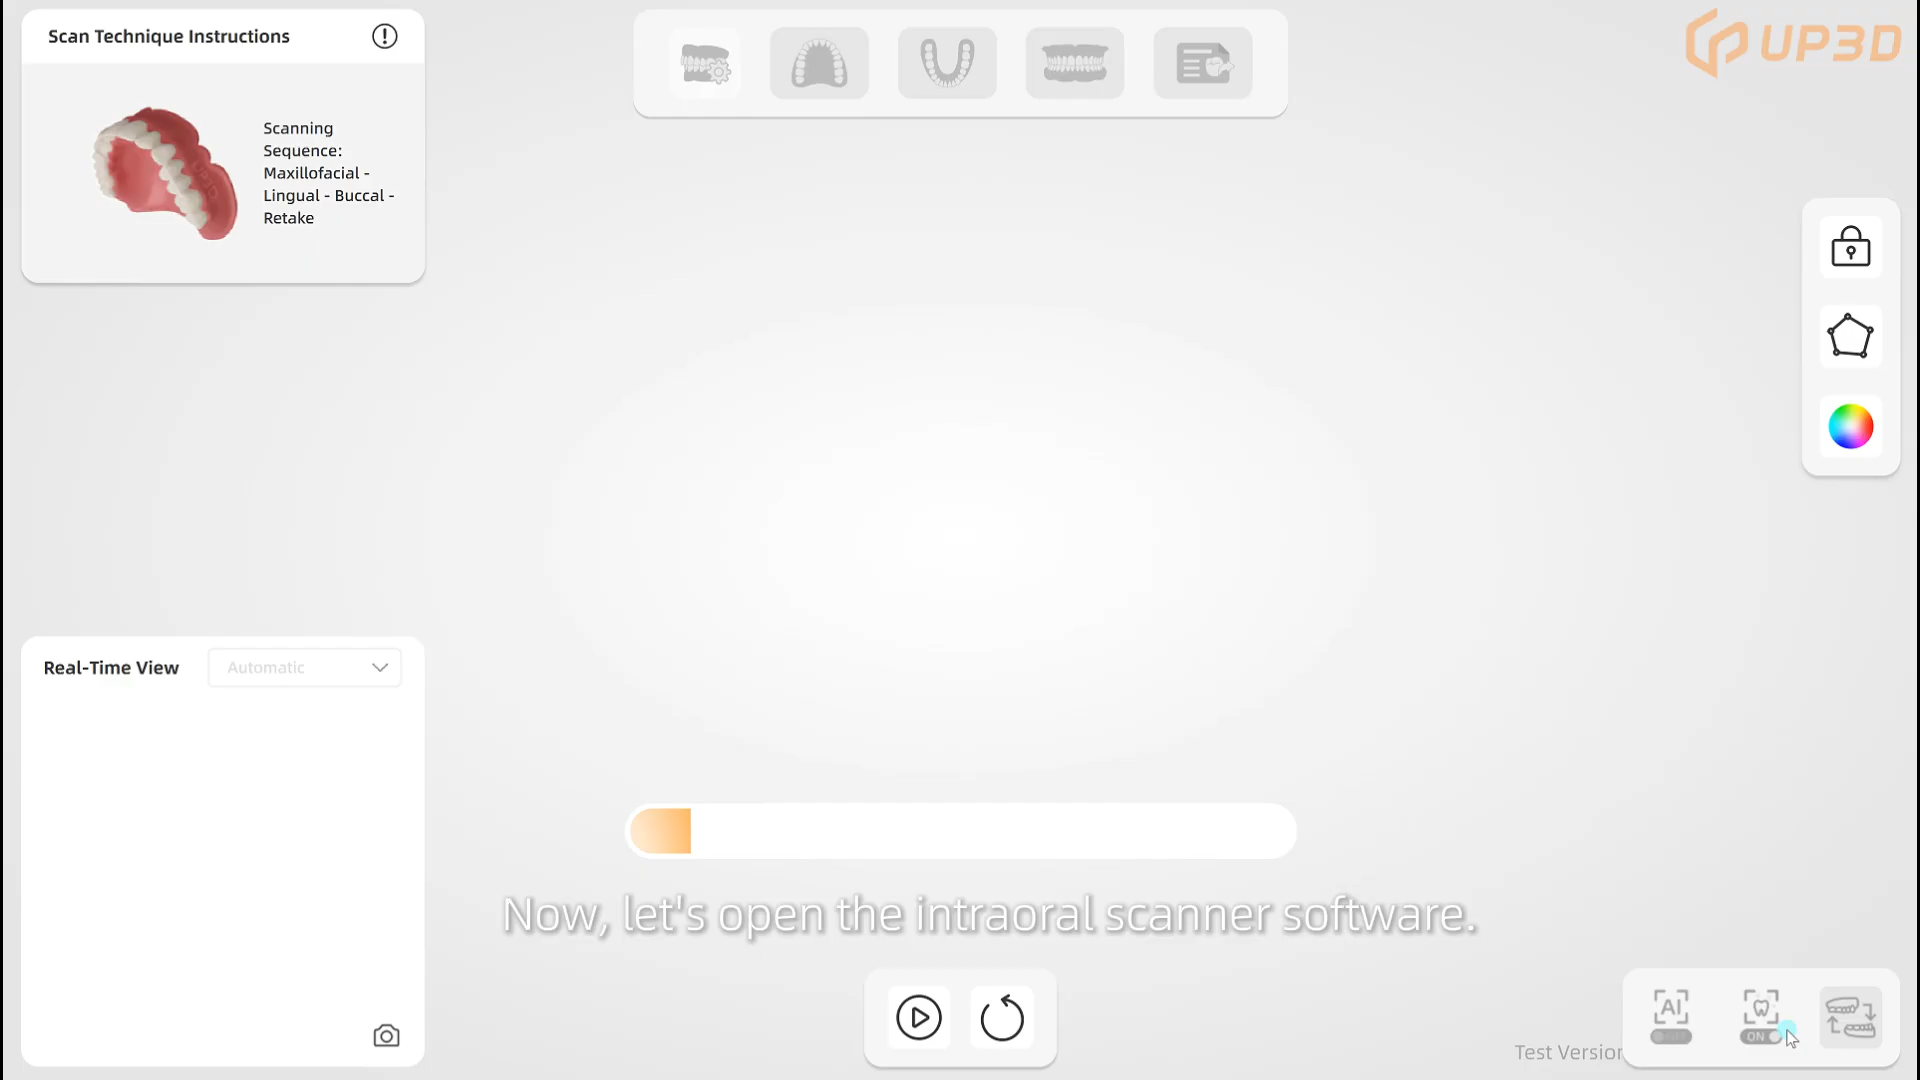 Scan Technique Instructions
UP3D
Scanning
Sequence:
Maxillofacial -
Lingual - Buccal -
Retake
Real-Time View
Automatic
Now, let's open the intraoral scanner software.
AI
ON
Test Version